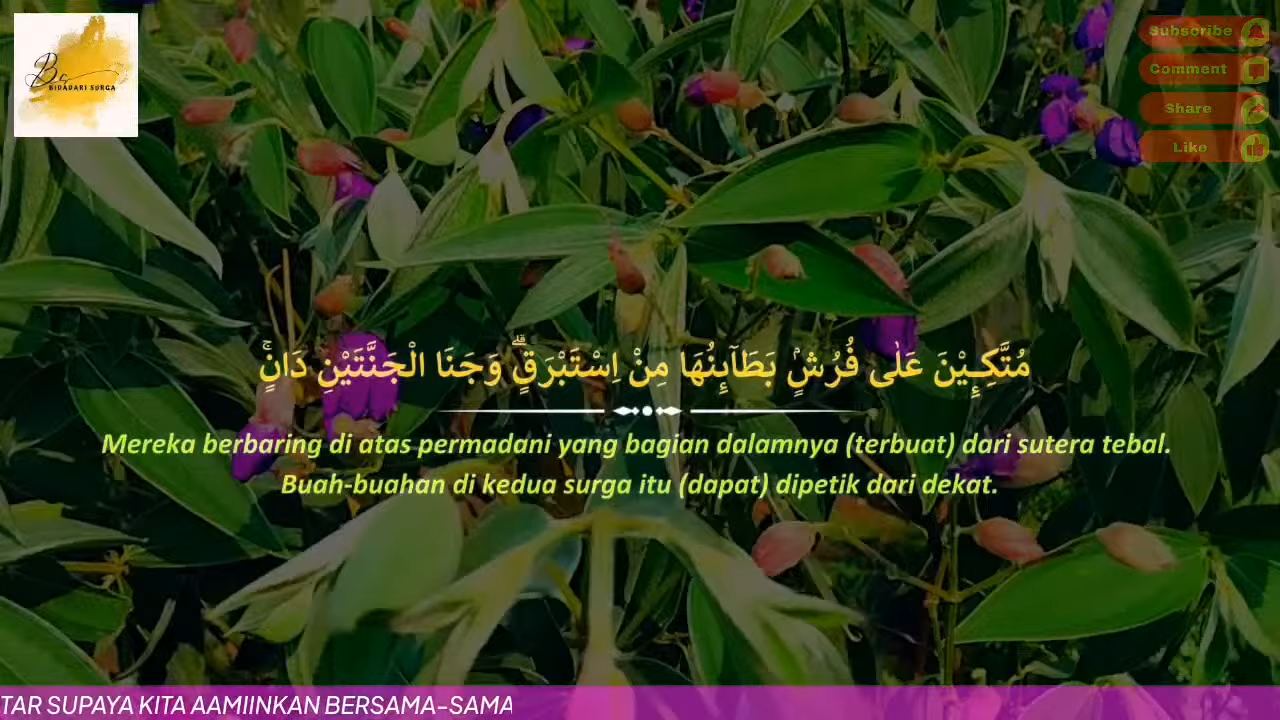 Bs
BIDADARI SURGA
Subscribe
Comment
Share
Like
مُتَّكِـِٕيْنَ عَلٰى فُرُشٍۢ بَطَاۤىِٕنُهَا مِنْ اِسْتَبْرَقٍۗ وَجَنَا الْجَنَّتَيْنِ دَانٍۚ
Mereka berbaring di atas permadani yang bagian dalamnya (terbuat) dari sutera tebal.
Buah-buahan di kedua surga itu (dapat) dipetik dari dekat.
TAR SUPAYA KITA AAMIINKAN BERSAMA-SAMA